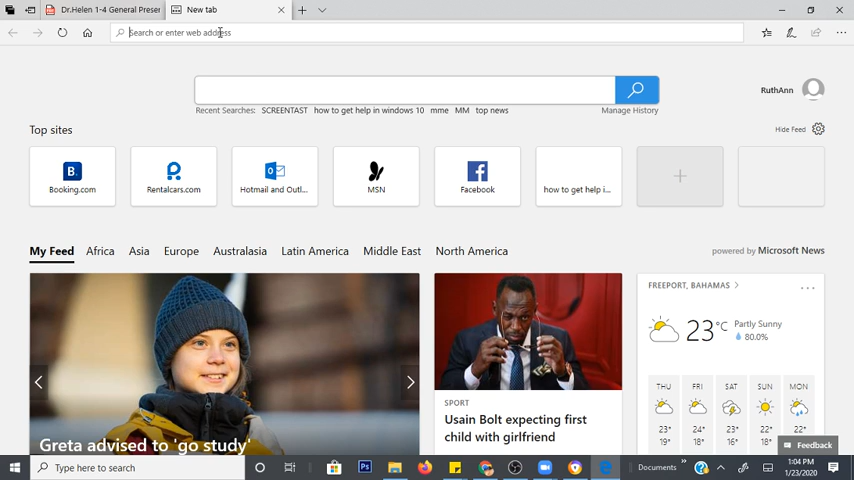 Dr.Helen 1-4 General Presen
New tab
Search or enter web address
RuthAnn
Recent Searches: SCREENTAST how to get help in windows 10 mme MM top news
Manage History
Top sites
Hide Feed
Booking.com
Rentalcars.com
Hotmail and Outl...
MSN
Facebook
how to get help i...
My Feed Africa Asia Europe Australasia Latin America Middle East North America
powered by Microsoft News
Greta advised to 'go study'
SPORT
Usain Bolt expecting first
child with girlfriend
FREEPORT, BAHAMAS
23°C
Partly Sunny
80.0%
THU FRI SAT SUN MON
23° 24° 23° 22° 22°
19° 18° 16° 18°
Feedback
Type here to search
Documents
1:04 PM
1/23/2020